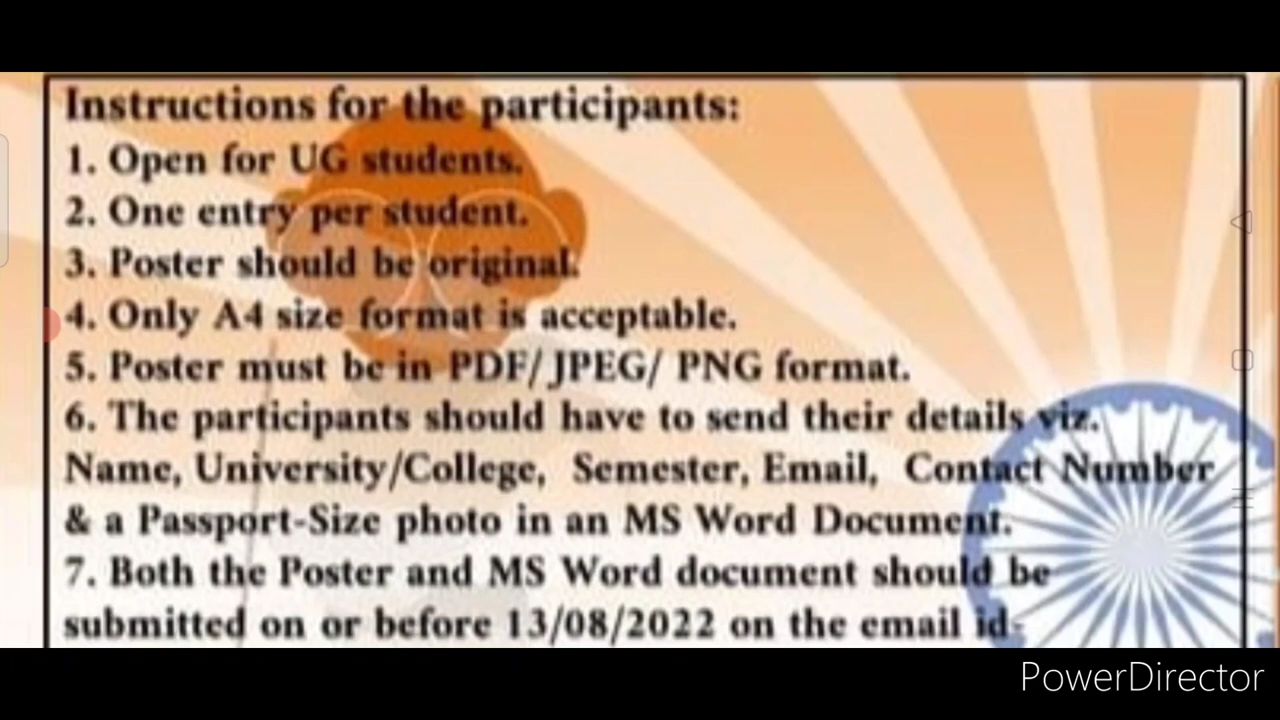 Instructions for the participants:
1. Open for UG students.
2. One entry per student.
3. Poster should be original.
4. Only A4 size format is acceptable.
5. Poster must be in PDF/JPEG/ PNG format.
6. The participants should have to send their details viz.
Name, University/College, Semester, Email, Contact Number
& a Passport-Size photo in an MS Word Document.
7. Both the Poster and MS Word document should be
submitted on or before 13/08/2022 on the email id-
PowerDirector